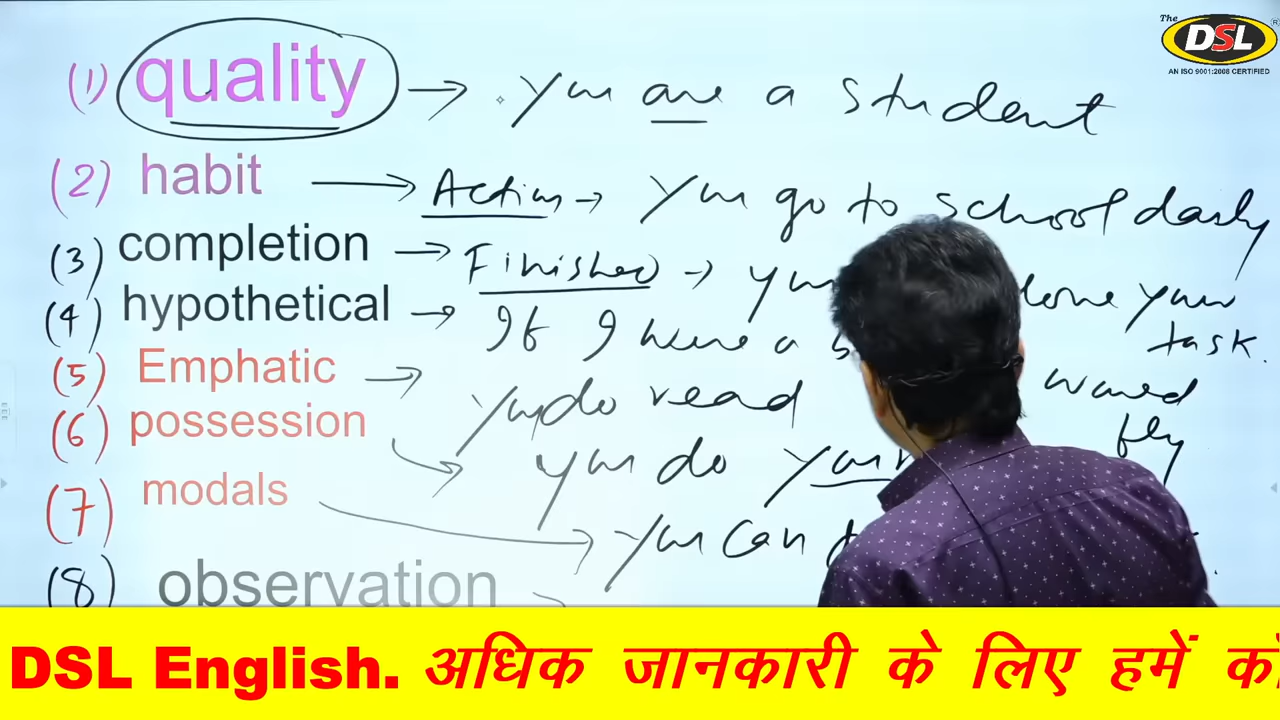 The DSL ®
AN ISO 9001:2008 CERTIFIED
(1) quality → You are a student
(2) habit → Action → You go to school daily
(3) completion → Finished → you done your task.
(4) hypothetical → If I were a would fly
(5) Emphatic → You do read
(6) possession → you do your
(7) modals → You can
(8) observation
DSL English. अधिक जानकारी के लिए हमें